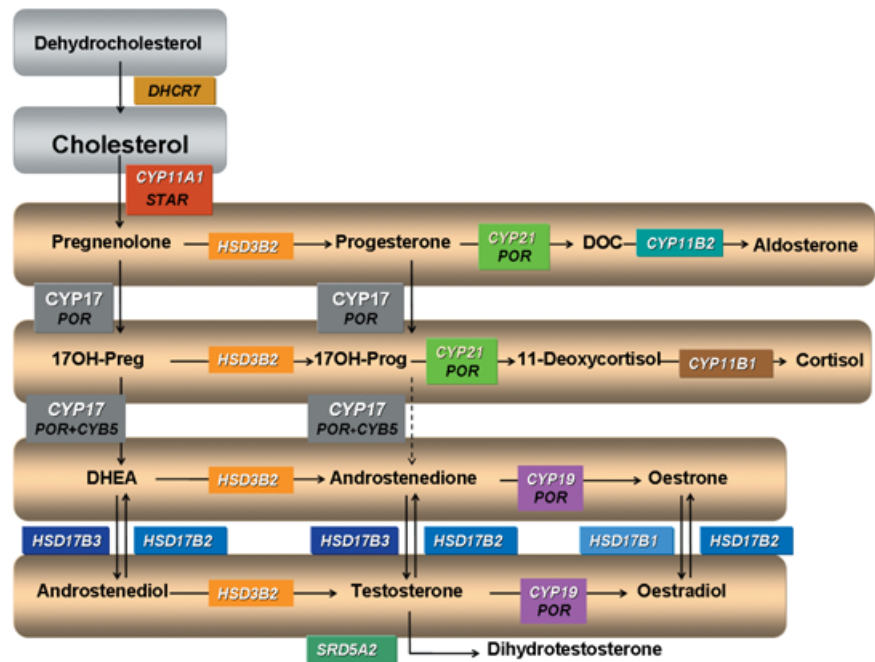 Dehydrocholesterol
DHCR7
Cholesterol
CYP11A1
STAR
Pregnenolone
HSD3B2
Progesterone
CYP21
POR
DOC
CYP11B2
Aldosterone
CYP17
POR
CYP17
POR
17OH-Preg
HSD3B2
17OH-Prog
CYP21
POR
11-Deoxycortisol
CYP11B1
Cortisol
CYP17
POR+CYB5
CYP17
POR+CYB5
DHEA
HSD3B2
Androstenedione
CYP19
POR
Oestrone
HSD17B3
HSD17B2
HSD17B3
HSD17B2
HSD17B1
HSD17B2
Androstenediol
HSD3B2
Testosterone
CYP19
POR
Oestradiol
SRD5A2
Dihydrotestosterone